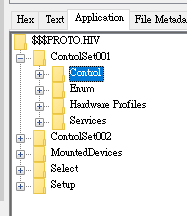 Hex Text Application File Metada
$$$PROTO.HIV
ControlSet001
Control
Enum
Hardware Profiles
Services
ControlSet002
MountedDevices
Select
Setup